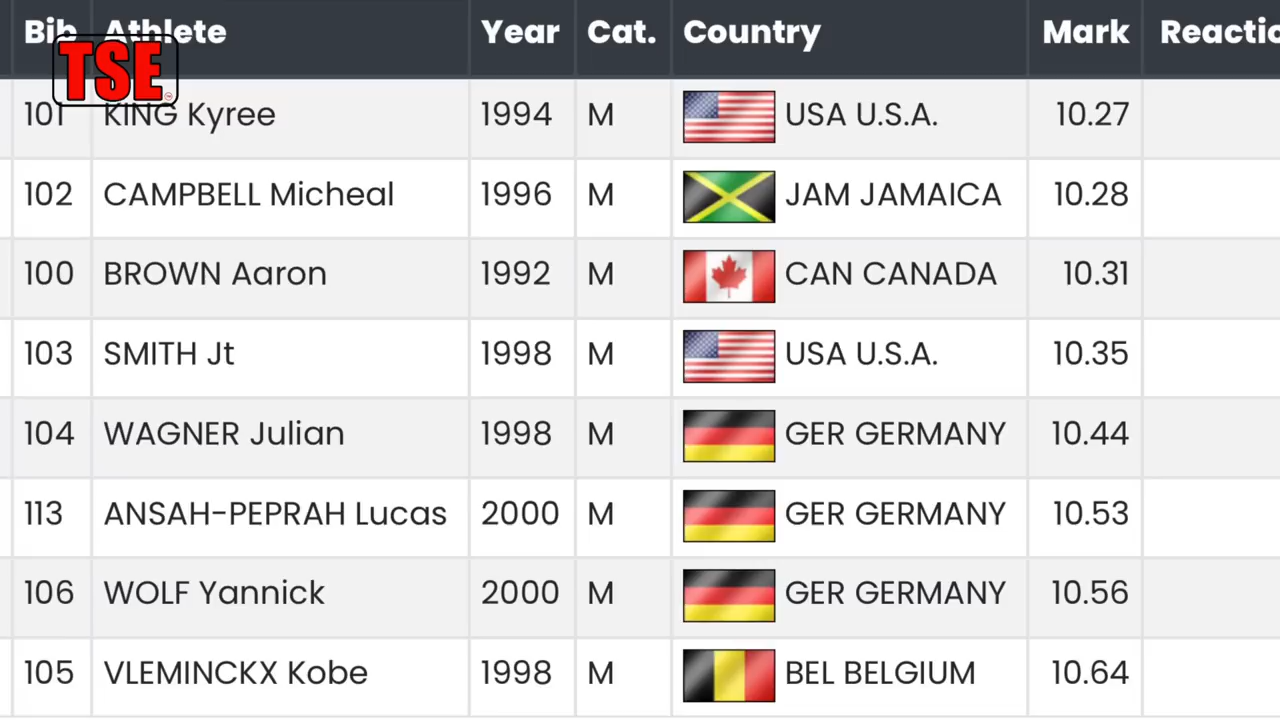 Bib Athlete Year Cat. Country Mark Reactio
TSE
101 KING Kyree 1994 M USA U.S.A. 10.27
102 CAMPBELL Micheal 1996 M JAM JAMAICA 10.28
100 BROWN Aaron 1992 M CAN CANADA 10.31
103 SMITH Jt 1998 M USA U.S.A. 10.35
104 WAGNER Julian 1998 M GER GERMANY 10.44
113 ANSAH-PEPRAH Lucas 2000 M GER GERMANY 10.53
106 WOLF Yannick 2000 M GER GERMANY 10.56
105 VLEMINCKX Kobe 1998 M BEL BELGIUM 10.64